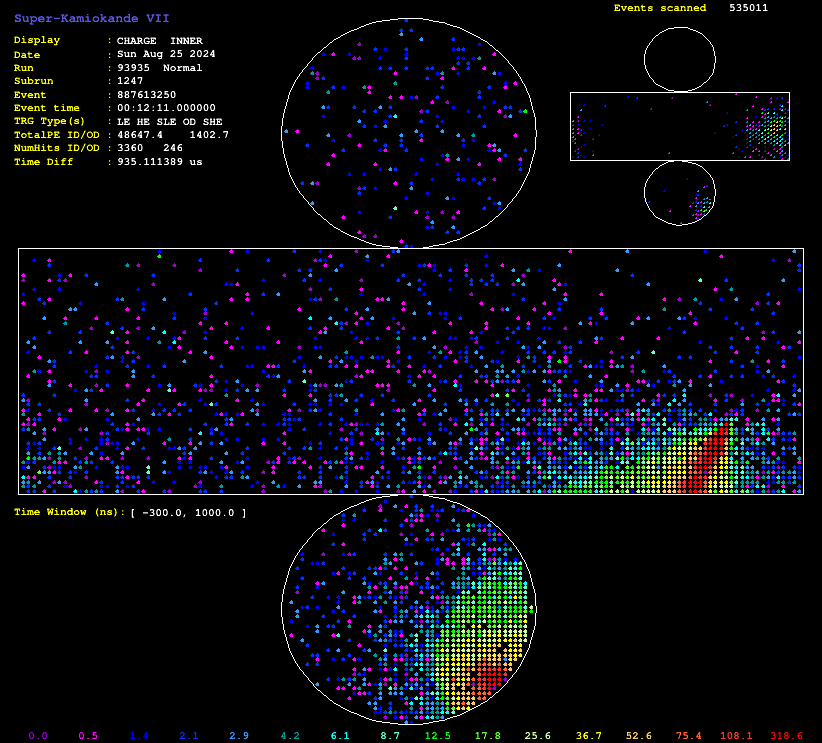 Super-Kamiokande VII
Events scanned 535011
Display : CHARGE INNER
Date : Sun Aug 25 2024
Run : 93935 Normal
Subrun : 1247
Event : 887613250
Event time : 00:12:11.000000
TRG Type(s) : LE HE SLE OD SHE
TotalPE ID/OD : 48647.4 1402.7
NumHits ID/OD : 3360 246
Time Diff : 935.111389 us
Time Window (ns): [ -300.0, 1000.0 ]
0.0 0.5 1.4 2.1 2.9 4.2 6.1 8.7 12.5 17.8 25.6 36.7 52.6 75.4 108.1 318.6